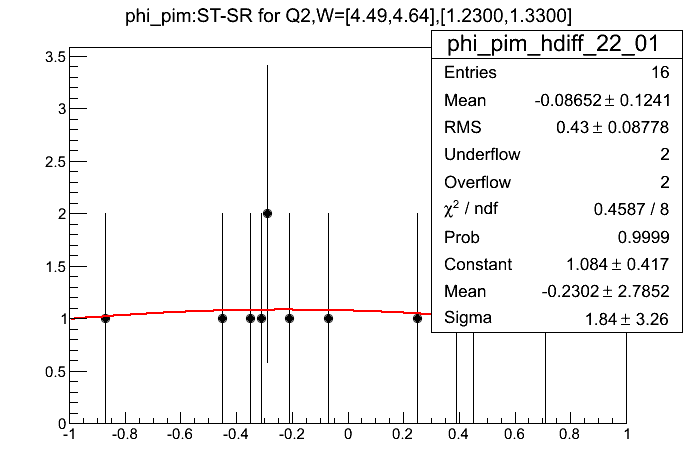 phi_pim:ST-SR for Q2,W=[4.49,4.64],[1.2300,1.3300]
phi_pim_hdiff_22_01
Entries 16
Mean -0.08652 ± 0.1241
RMS 0.43 ± 0.08778
Underflow 2
Overflow 2
χ² / ndf 0.4587 / 8
Prob 0.9999
Constant 1.084 ± 0.417
Mean -0.2302 ± 2.7852
Sigma 1.84 ± 3.26
3.5
3
2.5
2
1.5
1
0.5
0
-1 -0.8 -0.6 -0.4 -0.2 0 0.2 0.4 0.6 0.8 1